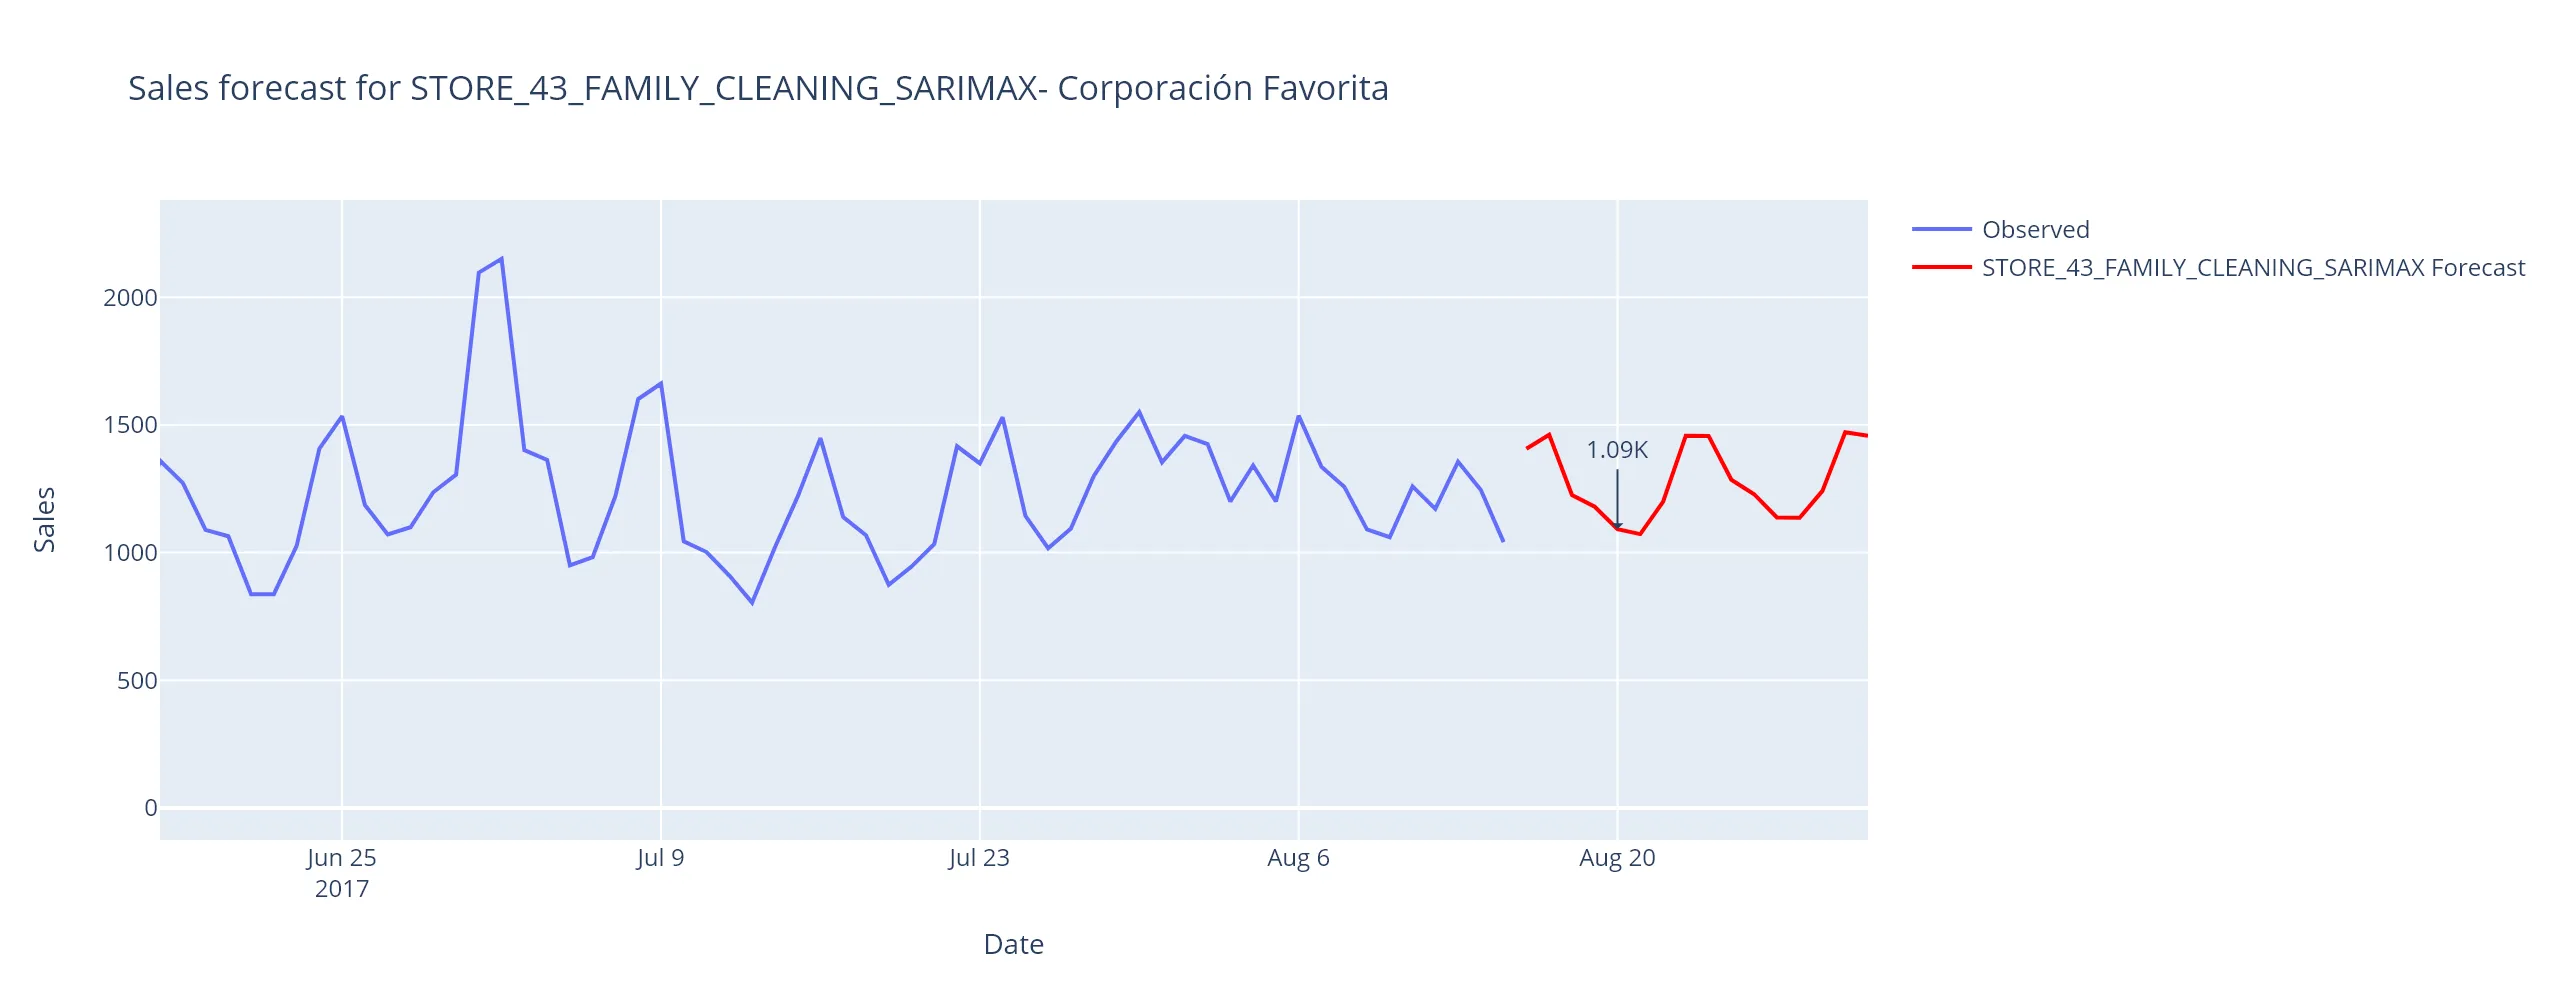 Sales forecast for STORE_43_FAMILY_CLEANING_SARIMAX- Corporación Favorita
Observed
STORE_43_FAMILY_CLEANING_SARIMAX Forecast
2000
1500
1000
500
0
Sales
1.09K
Jun 25
2017
Jul 9
Jul 23
Aug 6
Aug 20
Date